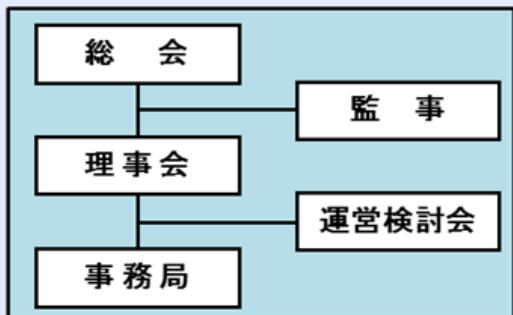 総　会
監　事
理事会
運営検討会
事務局